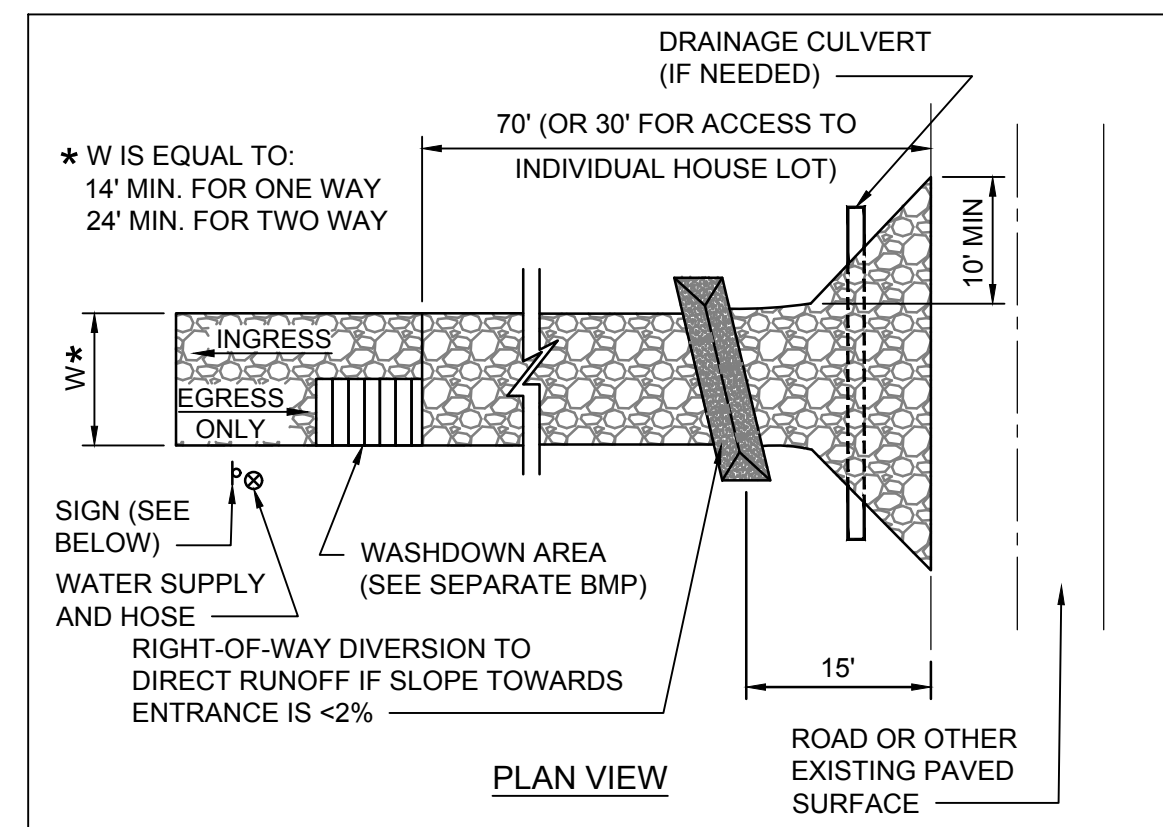 DRAINAGE CULVERT
(IF NEEDED)
70' (OR 30' FOR ACCESS TO
INDIVIDUAL HOUSE LOT)
* W IS EQUAL TO:
14' MIN. FOR ONE WAY
24' MIN. FOR TWO WAY
10' MIN
W*
INGRESS
EGRESS
ONLY
SIGN (SEE
BELOW)
WATER SUPPLY
AND HOSE
WASHDOWN AREA
(SEE SEPARATE BMP)
RIGHT-OF-WAY DIVERSION TO
DIRECT RUNOFF IF SLOPE TOWARDS
ENTRANCE IS <2%
15'
ROAD OR OTHER
EXISTING PAVED
SURFACE
PLAN VIEW